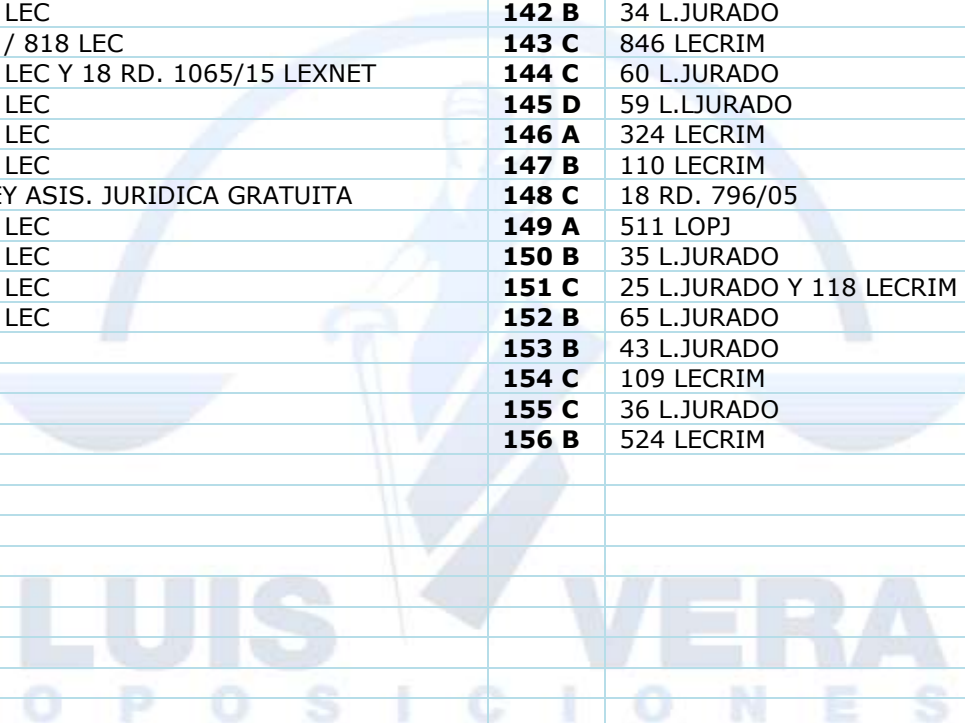 LEC 142 B 34 L.JURADO
/ 818 LEC 143 C 846 LECRIM
LEC Y 18 RD. 1065/15 LEXNET 144 C 60 L.JURADO
LEC 145 D 59 L.LJURADO
LEC 146 A 324 LECRIM
LEC 147 B 110 LECRIM
EY ASIS. JURIDICA GRATUITA 148 C 18 RD. 796/05
LEC 149 A 511 LOPJ
LEC 150 B 35 L.JURADO
LEC 151 C 25 L.JURADO Y 118 LECRIM
LEC 152 B 65 L.JURADO
153 B 43 L.JURADO
154 C 109 LECRIM
155 C 36 L.JURADO
156 B 524 LECRIM
LUIS VERA
OPOSICIONES